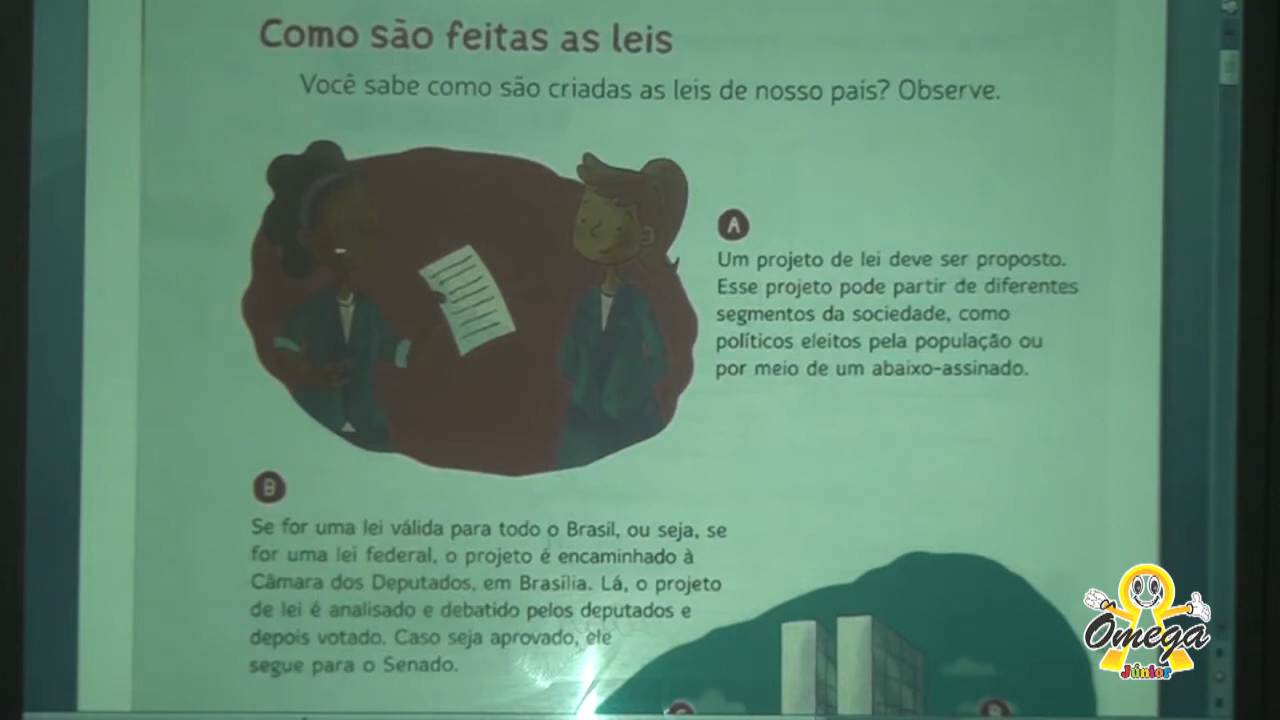 Como são feitas as leis
Você sabe como são criadas as leis de nosso país? Observe.
A
Um projeto de lei deve ser proposto.
Esse projeto pode partir de diferentes
segmentos da sociedade, como
políticos eleitos pela população ou
por meio de um abaixo-assinado.
B
Se for uma lei válida para todo o Brasil, ou seja, se
for uma lei federal, o projeto é encaminhado à
Câmara dos Deputados, em Brasília. Lá, o projeto
de lei é analisado e debatido pelos deputados e
depois votado. Caso seja aprovado, ele
segue para o Senado.
Omega
Júnior